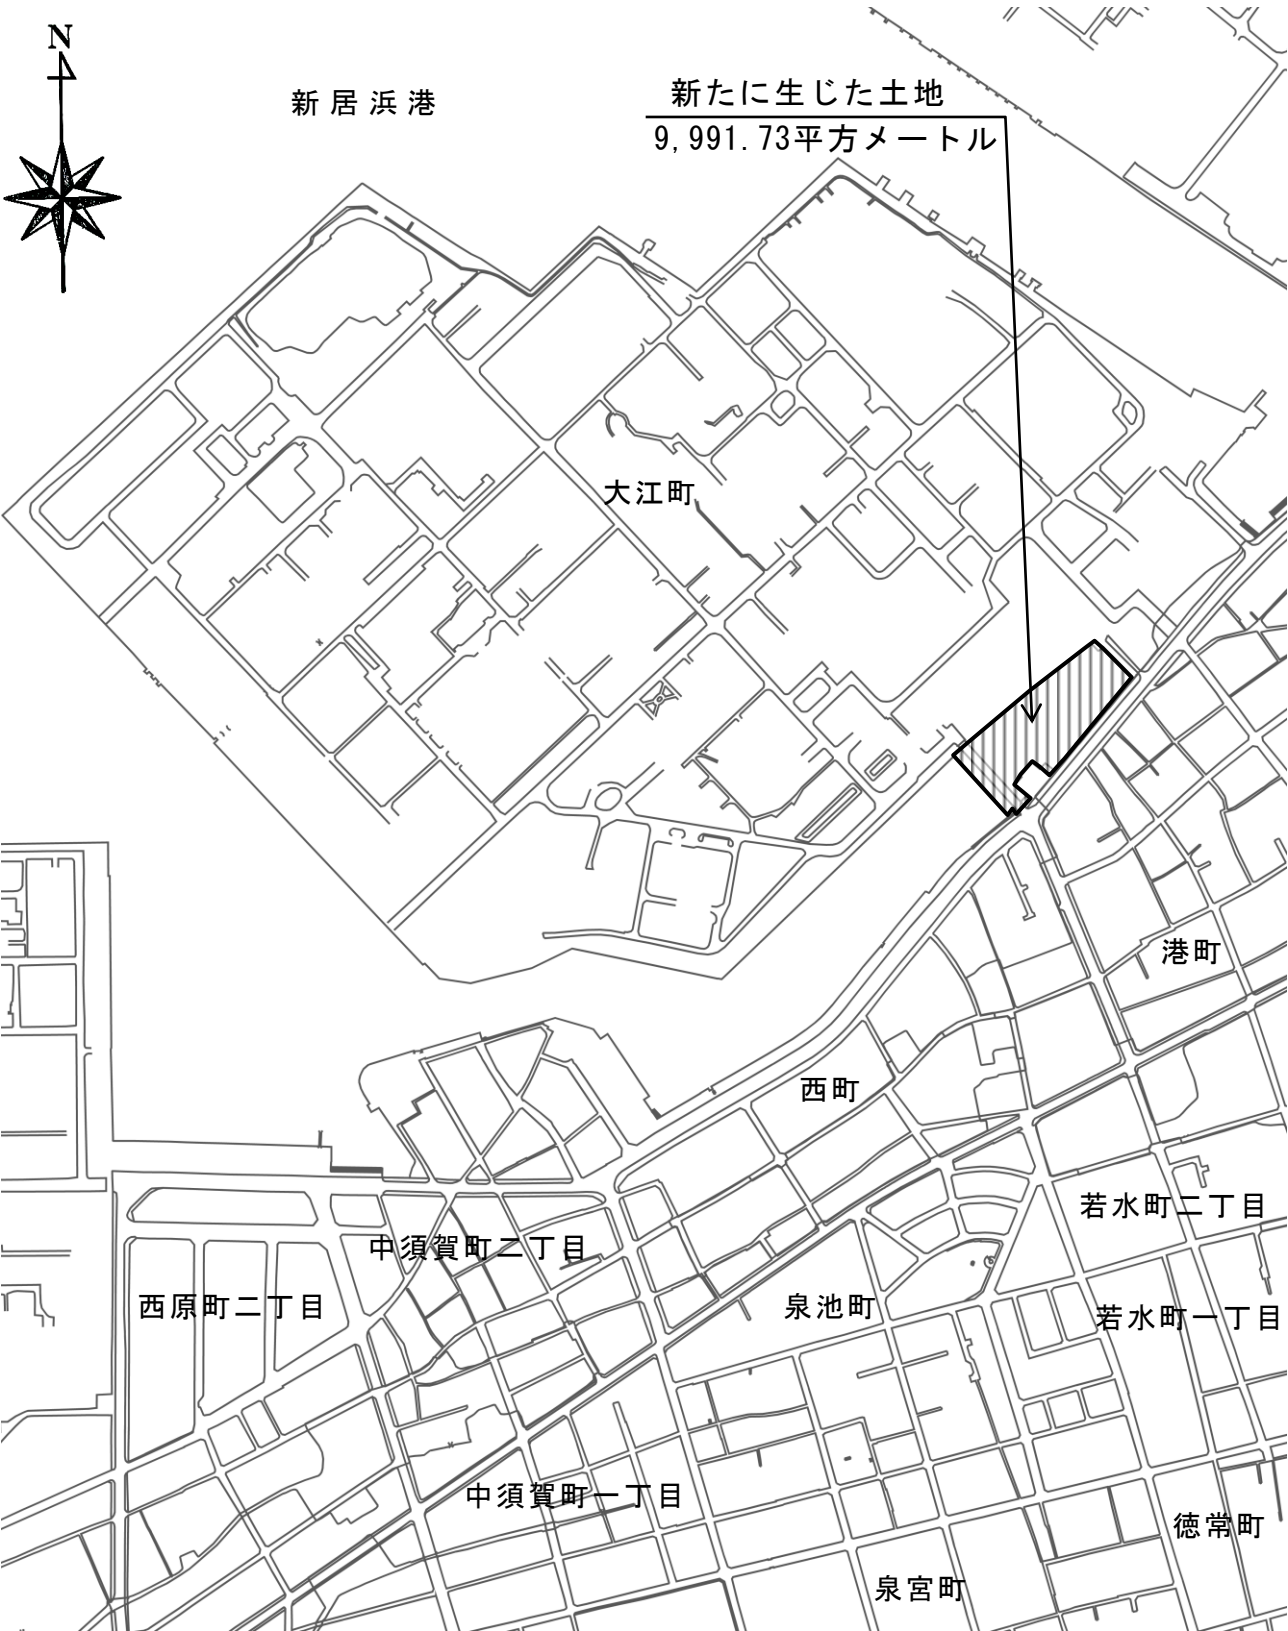 N
新居浜港
新たに生じた土地
9,991.73平方メートル
大江町
港町
西町
若水町二丁目
中須賀町二丁目
西原町二丁目
泉池町
若水町一丁目
中須賀町一丁目
徳常町
泉宮町